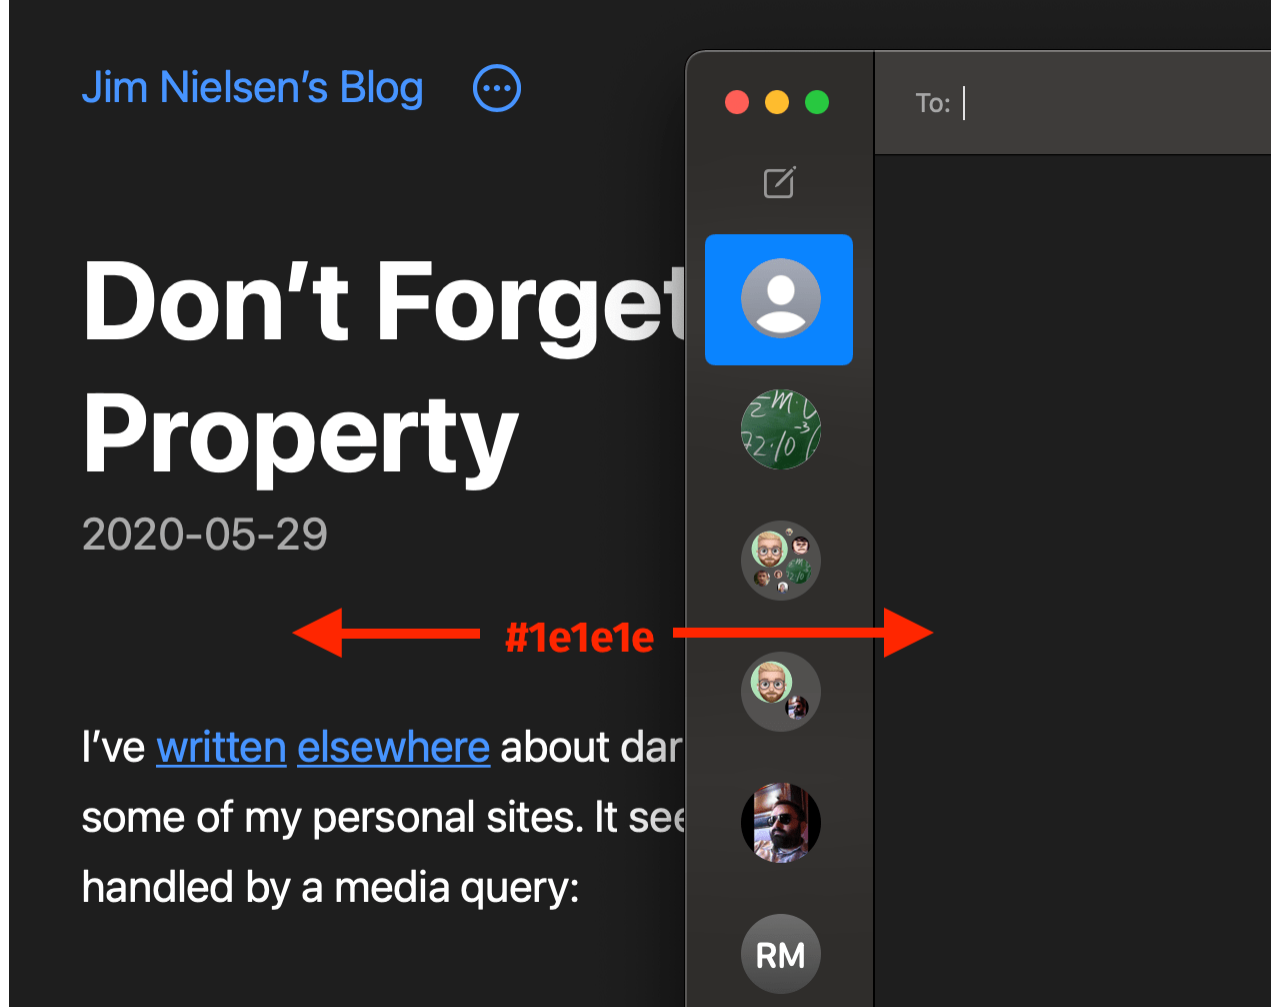 Jim Nielsen’s Blog
To:
Don’t Forget
Property
2020-05-29
#1e1e1e
I’ve written elsewhere about dar
some of my personal sites. It see
handled by a media query:
RM